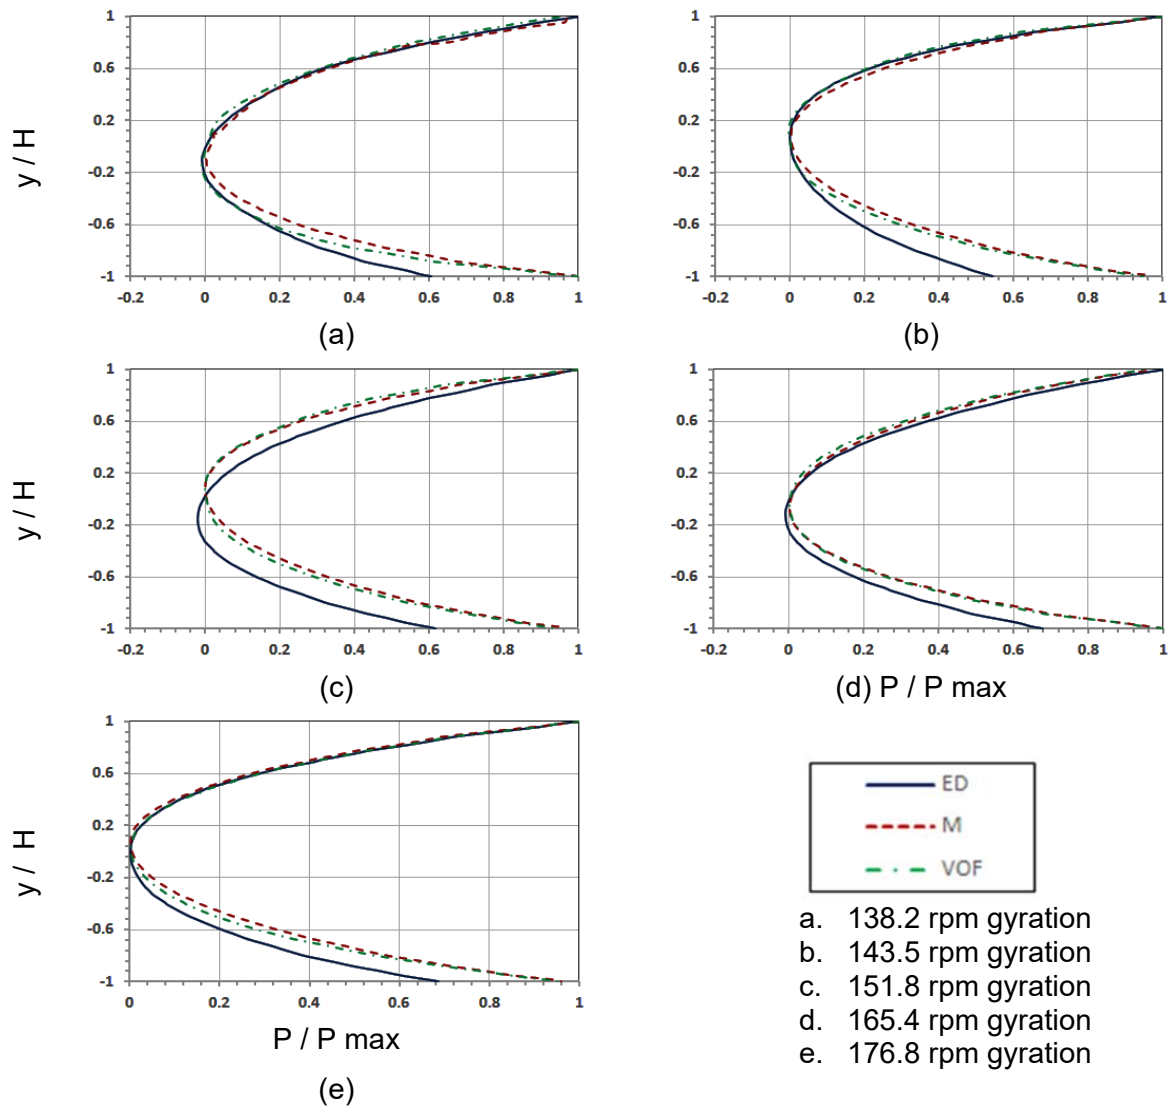 1 1
0.6 0.6
0.2 0.2
y / H
-0.2 -0.2
-0.6 -0.6
-1 -1
-0.2 0 0.2 0.4 0.6 0.8 1 -0.2 0 0.2 0.4 0.6 0.8 1
(a) (b)
1 1
0.6 0.6
0.2 0.2
y / H
-0.2 -0.2
-0.6 -0.6
-1 -1
-0.2 0 0.2 0.4 0.6 0.8 1 -0.2 0 0.2 0.4 0.6 0.8 1
(c) (d) P / P max
1
0.6
0.2
y / H
-0.2
-0.6
-1
0 0.2 0.4 0.6 0.8 1
P / P max
(e)
ED
M
VOF
a. 138.2 rpm gyration
b. 143.5 rpm gyration
c. 151.8 rpm gyration
d. 165.4 rpm gyration
e. 176.8 rpm gyration